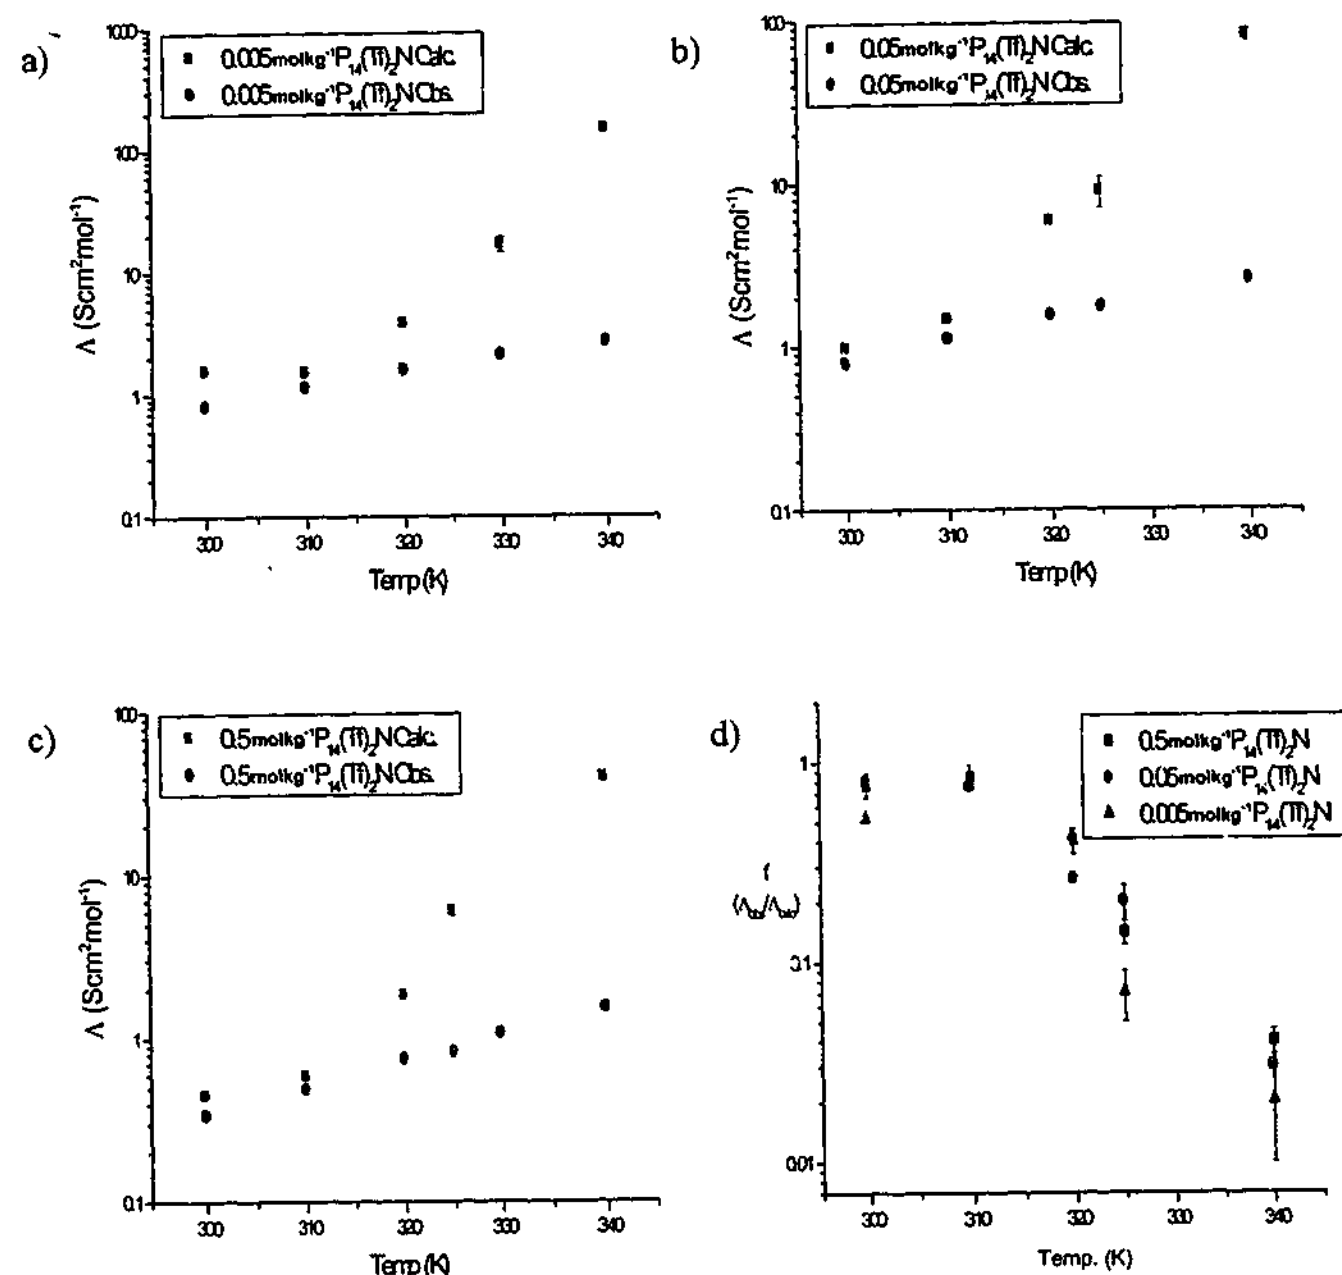 a)
1000
100
10
1
0.1
Λ (Scm²mol⁻¹)
0.005molkg⁻¹P₁₄(Tf)₂NCalc.
0.005molkg⁻¹P₁₄(Tf)₂NObs.
300 310 320 330 340
Temp(K)
b)
100
10
1
0.1
Λ (Scm²mol⁻¹)
0.05molkg⁻¹P₁₄(Tf)₂NCalc.
0.05molkg⁻¹P₁₄(Tf)₂NObs.
300 310 320 330 340
Temp(K)
c)
100
10
1
0.1
Λ (Scm²mol⁻¹)
0.5molkg⁻¹P₁₄(Tf)₂NCalc.
0.5molkg⁻¹P₁₄(Tf)₂NObs.
300 310 320 330 340
Temp(K)
d)
1
0.1
0.01
f
0.5molkg⁻¹P₁₄(Tf)₂N
0.05molkg⁻¹P₁₄(Tf)₂N
0.005molkg⁻¹P₁₄(Tf)₂N
300 310 320 330 340
Temp. (K)